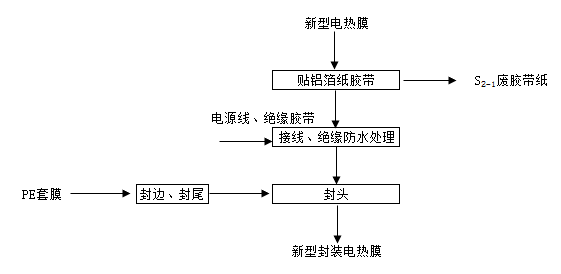 新型电热膜
贴铝箔纸胶带
S2-1废胶带纸
电源线、绝缘胶带
接线、绝缘防水处理
PE套膜
封边、封尾
封头
新型封装电热膜